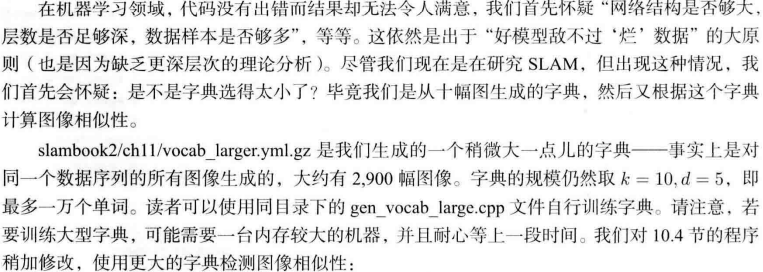 在机器学习领域，代码没有出错而结果却无法令人满意，我们首先怀疑“网络结构是否够大，
层数是否足够深，数据样本是否够多”，等等。这依然是出于“好模型敌不过‘烂’数据”的大原
则（也是因为缺乏更深层次的理论分析）。尽管我们现在是在研究 SLAM，但出现这种情况，我
们首先会怀疑：是不是字典选得太小了？毕竟我们是从十幅图生成的字典，然后又根据这个字典
计算图像相似性。
slambook2/ch11/vocab_larger.yml.gz 是我们生成的一个稍微大一点儿的字典——事实上是对
同一个数据序列的所有图像生成的，大约有 2,900 幅图像。字典的规模仍然取 k = 10, d = 5，即
最多一万个单词。读者可以使用同目录下的 gen_vocab_large.cpp 文件自行训练字典。请注意，若
要训练大型字典，可能需要一台内存较大的机器，并且耐心等上一段时间。我们对 10.4 节的程序
稍加修改，使用更大的字典检测图像相似性：